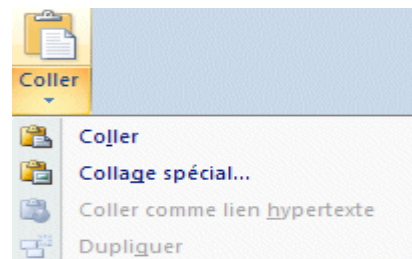 Coller
Coller
Collage spécial...
Coller comme lien hypertexte
Dupliquer